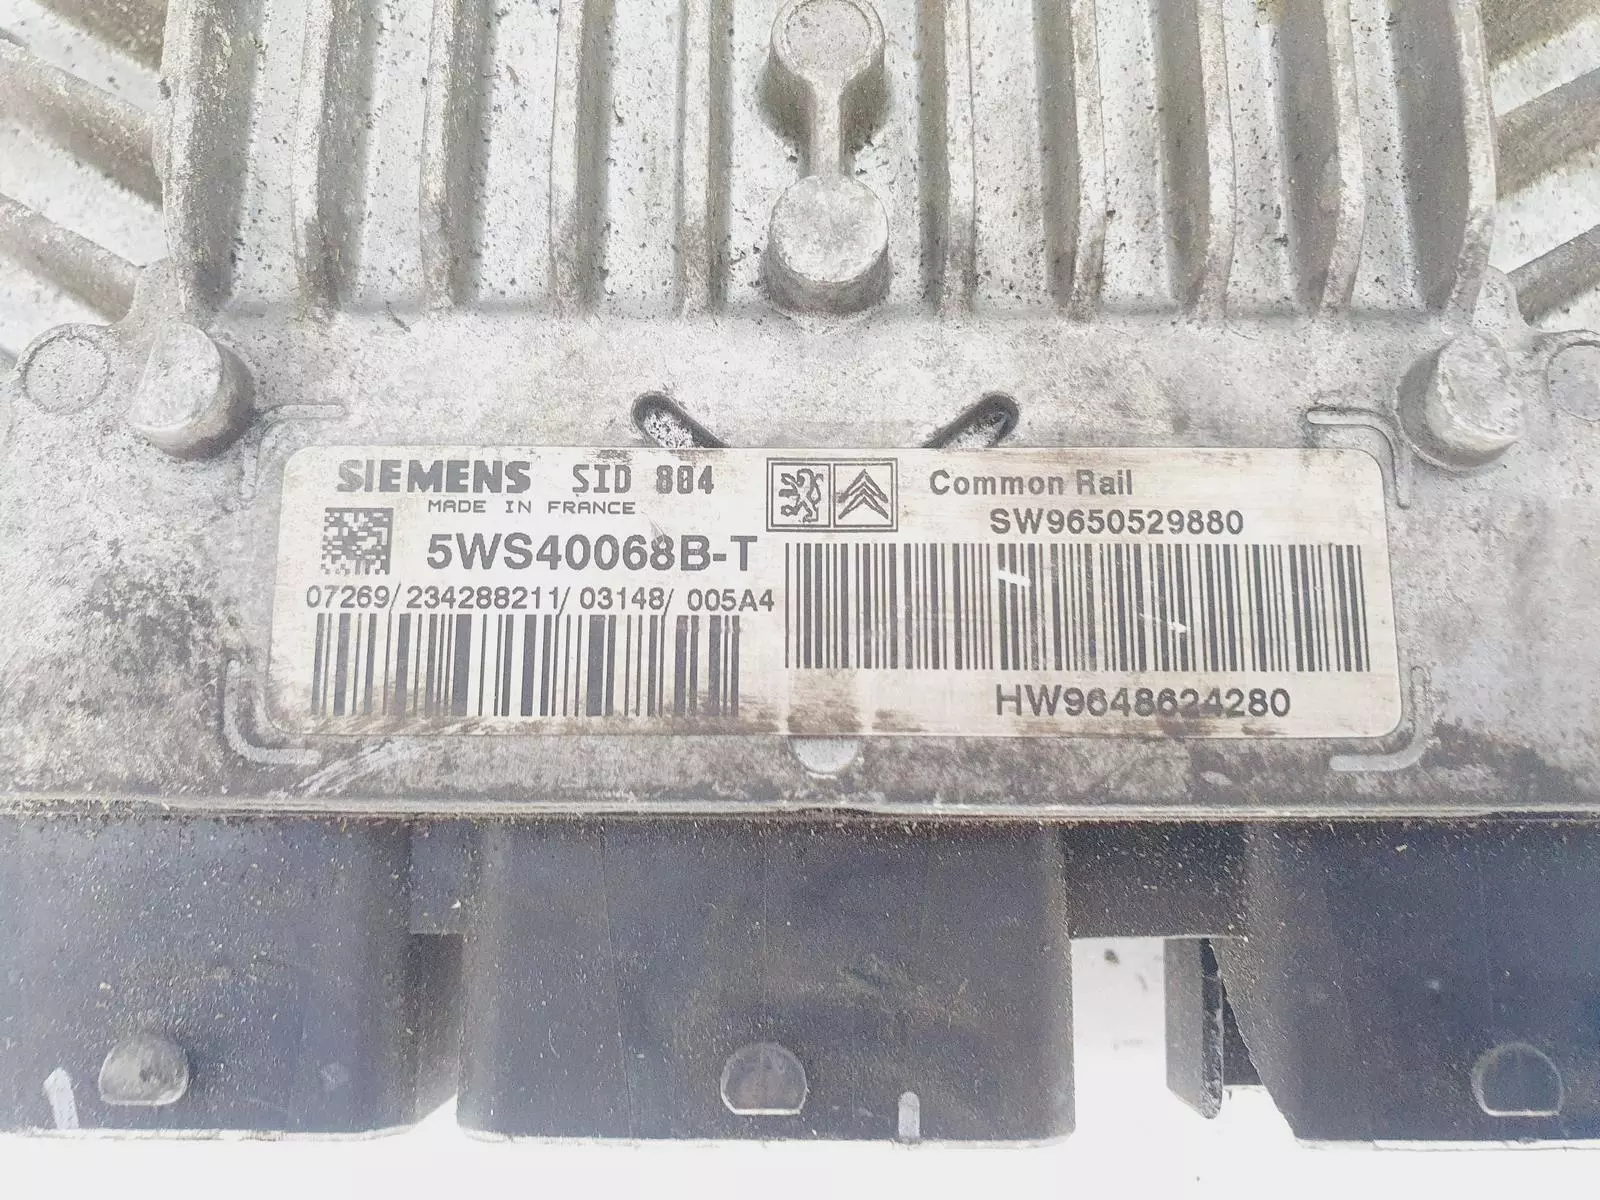 SIEMENS SID 804
MADE IN FRANCE
5WS40068B-T
07269/234288211/03148/005A4
Common Rail
SW9650529880
HW9648624280